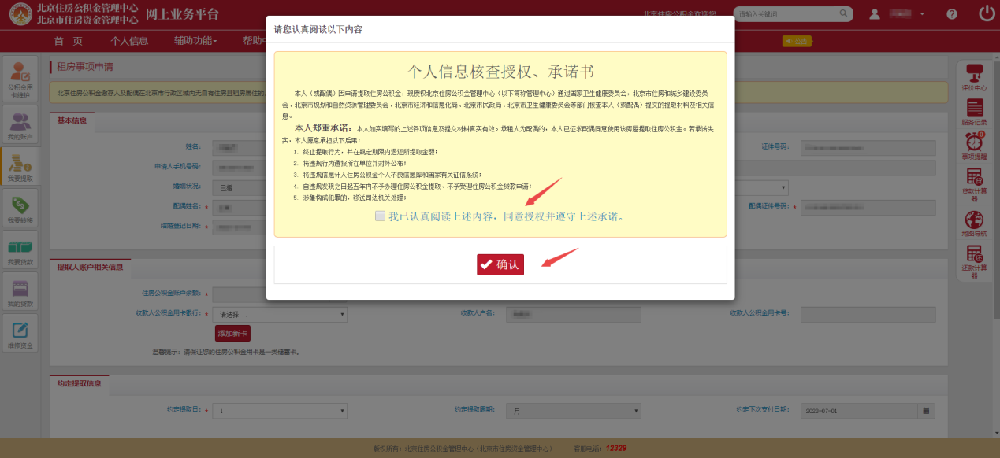 北京住房公积金管理中心
北京市住房资金管理中心
网上业务平台
北京住房公积金欢迎您
请输入关键词
首 页
个人信息
辅助功能
帮助中
公告
请您认真阅读以下内容
个人信息核查授权、承诺书
本人（或配偶）因申请提取住房公积金，现授权北京住房公积金管理中心（以下简称管理中心）通过国家卫生健康委员会，北京市住房和城乡建设委员
会、北京市规划和自然资源管理委员会、北京市经济和信息化局、北京市民政局、北京市卫生健康委员会等部门核查本人（或配偶）提交的提取材料及相关信
息。
本人郑重承诺：本人如实填写的上述各项信息及提交材料真实有效。承租人为配偶的，本人已征求配偶同意使用该房屋提取住房公积金。若承诺失
实，本人愿意承担以下后果：
1. 终止提取行为，并在规定期限内退还所提取金额；
2. 将违规行为通报所在单位并对外公布；
3. 将违规信息计入住房公积金个人不良信息库和国家有关征信系统；
4. 自违规发现之日起五年内不予办理住房公积金提取、不予受理住房公积金贷款申请；
5. 涉嫌构成犯罪的，移送司法机关处理；
我已认真阅读上述内容，同意授权并遵守上述承诺。
确认
公积金用
卡维护
我的账户
我要提取
我要转移
我要贷款
我的贷款
维修资金
租房事项申请
北京住房公积金缴存人及配偶在北京市行政区域内无自有住房且租房居住的，
基本信息
姓名：
证件号码：
申请人手机号码：
婚姻状况：
已婚
配偶姓名：
配偶证件号码：
结婚登记日期：
提取人账户相关信息
住房公积金账户余额：
收款人公积金用卡银行：
请选择...
收款人户名：
收款人公积金用卡号：
添加新卡
温馨提示：请保证您的住房公积金用卡是一类储蓄卡。
约定提取信息
约定提取日：
1
约定提取周期：
月
约定下次支付日期：
2023-07-01
评价中心
服务记录
0
事项提醒
贷款计算
器
地图导航
还款计算
器
版权所有：北京住房公积金管理中心（北京市住房资金管理中心）
客服电话：12329